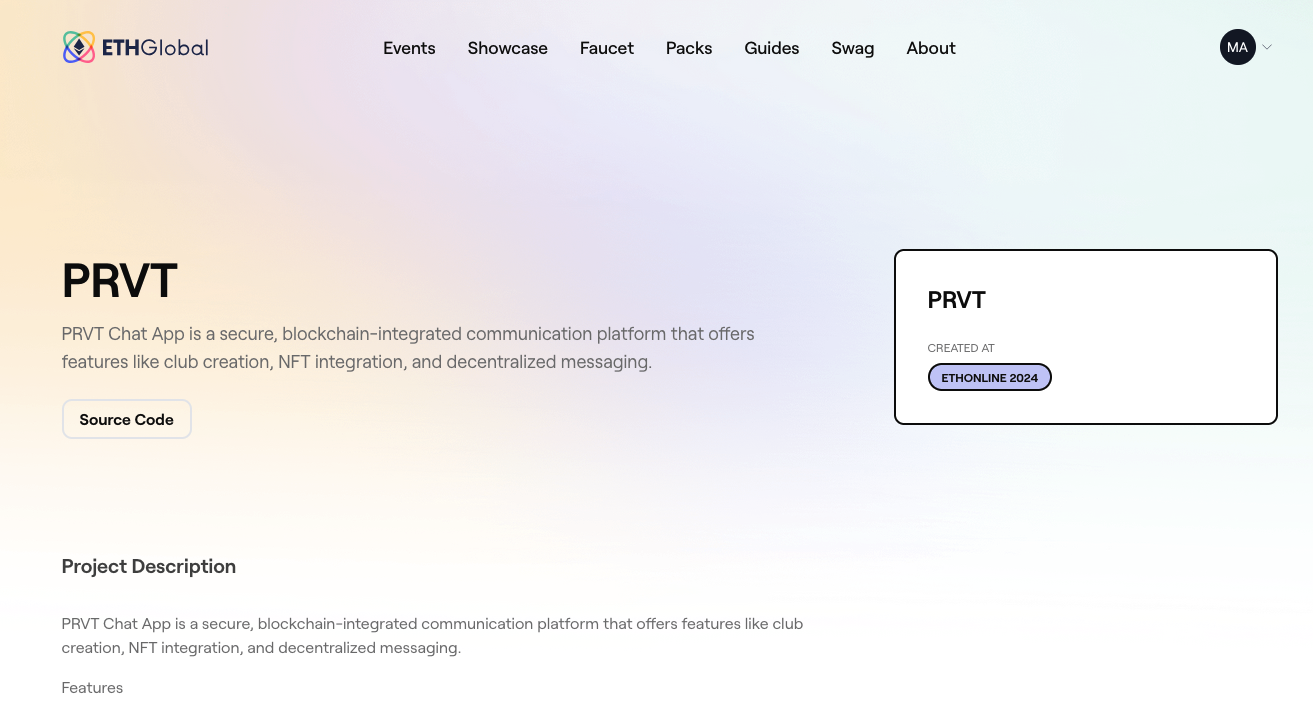 ETHGlobal
Events
Showcase
Faucet
Packs
Guides
Swag
About
MA
PRVT
PRVT Chat App is a secure, blockchain-integrated communication platform that offers
features like club creation, NFT integration, and decentralized messaging.
Source Code
PRVT
CREATED AT
ETHONLINE 2024
Project Description
PRVT Chat App is a secure, blockchain-integrated communication platform that offers features like club
creation, NFT integration, and decentralized messaging.
Features